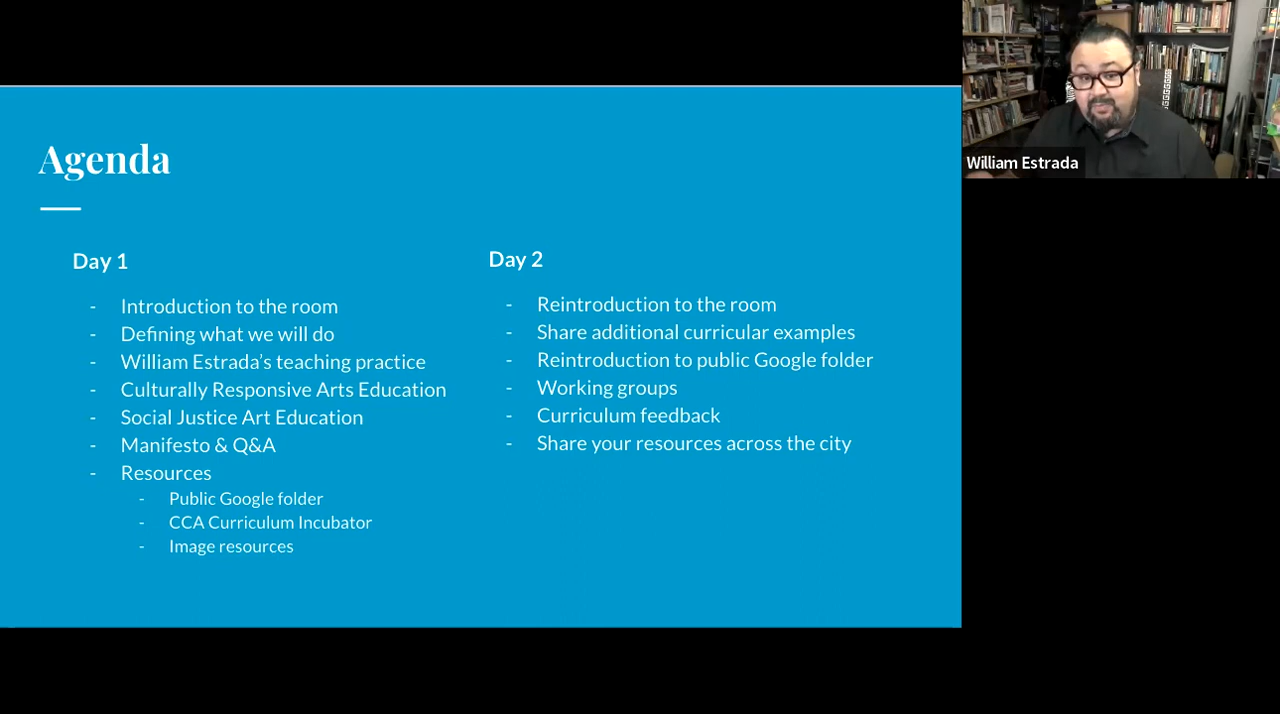 Agenda
Day 1
- Introduction to the room
- Defining what we will do
- William Estrada's teaching practice
- Culturally Responsive Arts Education
- Social Justice Art Education
- Manifesto & Q&A
- Resources
- Public Google folder
- CCA Curriculum Incubator
- Image resources
Day 2
- Reintroduction to the room
- Share additional curricular examples
- Reintroduction to public Google folder
- Working groups
- Curriculum feedback
- Share your resources across the city
William Estrada